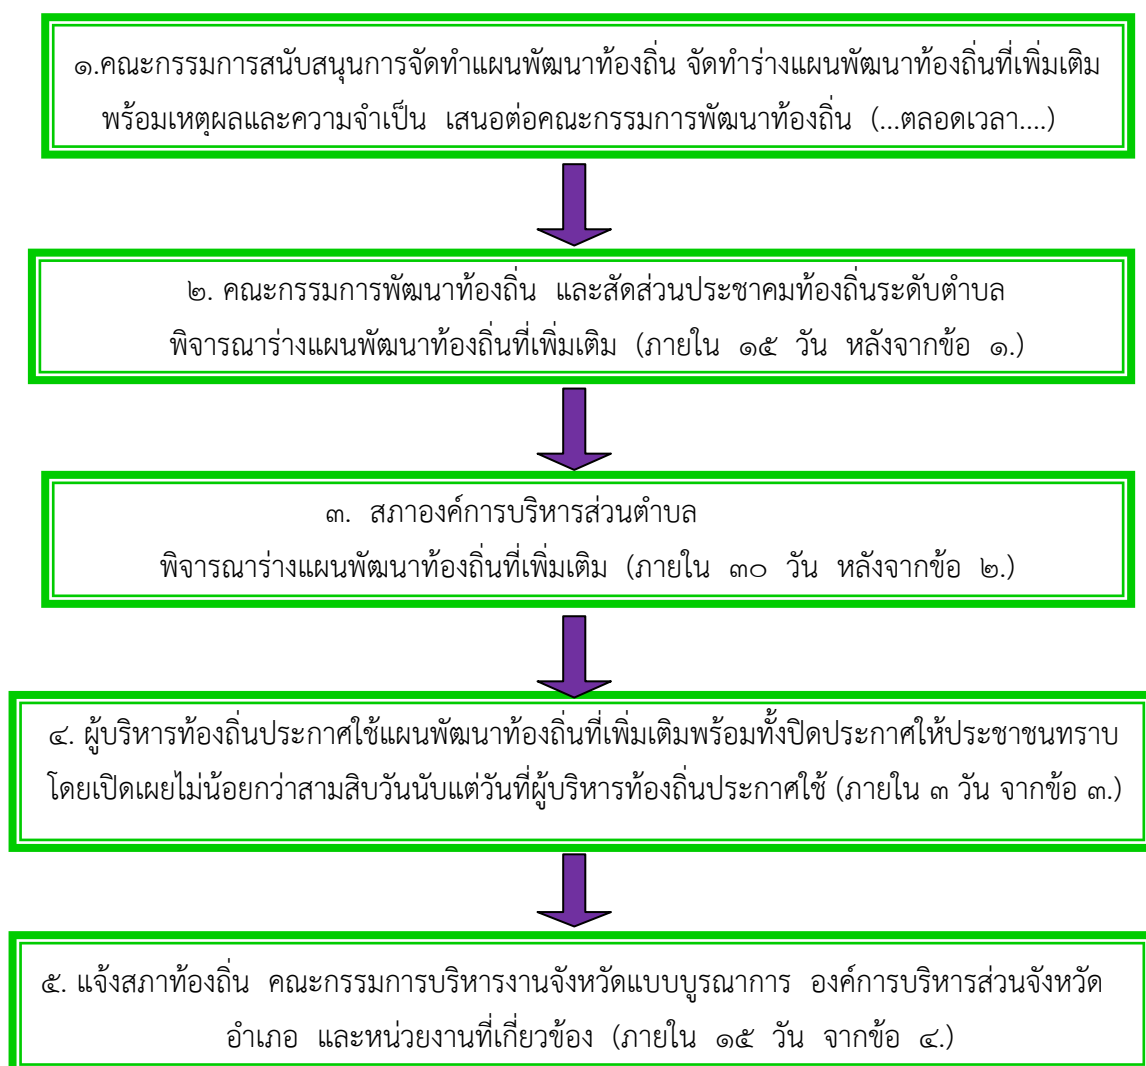 ๑.คณะกรรมการสนับสนุนการจัดทำแผนพัฒนาท้องถิ่น จัดทำร่างแผนพัฒนาท้องถิ่นที่เพิ่มเติม
พร้อมเหตุผลและความจำเป็น เสนอต่อคณะกรรมการพัฒนาท้องถิ่น (...ตลอดเวลา....)
๒. คณะกรรมการพัฒนาท้องถิ่น และสัดส่วนประชาคมท้องถิ่นระดับตำบล
พิจารณาร่างแผนพัฒนาท้องถิ่นที่เพิ่มเติม (ภายใน ๑๕ วัน หลังจากข้อ ๑.)
๓. สภาองค์การบริหารส่วนตำบล
พิจารณาร่างแผนพัฒนาท้องถิ่นที่เพิ่มเติม (ภายใน ๓๐ วัน หลังจากข้อ ๒.)
๔. ผู้บริหารท้องถิ่นประกาศใช้แผนพัฒนาท้องถิ่นที่เพิ่มเติมพร้อมทั้งปิดประกาศให้ประชาชนทราบ
โดยเปิดเผยไม่น้อยกว่าสามสิบวันนับแต่วันที่ผู้บริหารท้องถิ่นประกาศใช้ (ภายใน ๓ วัน จากข้อ ๓.)
๕. แจ้งสภาท้องถิ่น คณะกรรมการบริหารงานจังหวัดแบบบูรณาการ องค์การบริหารส่วนจังหวัด
อำเภอ และหน่วยงานที่เกี่ยวข้อง (ภายใน ๑๕ วัน จากข้อ ๔.)